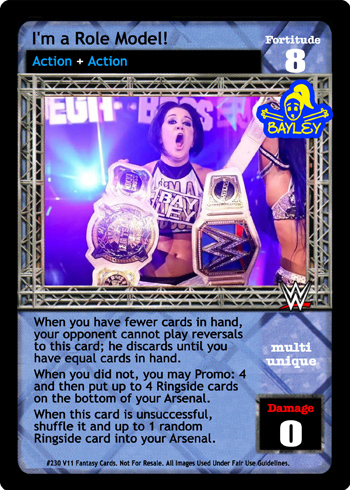 I'm a Role Model!
Fortitude
8
Action + Action
BAYLEY
BAY
LEY
W
When you have fewer cards in hand,
your opponent cannot play reversals
to this card; he discards until you
have equal cards in hand.
When you did not, you may Promo: 4
and then put up to 4 Ringside cards
on the bottom of your Arsenal.
When this card is unsuccessful,
shuffle it and up to 1 random
Ringside card into your Arsenal.
multi
unique
Damage
0
#230 V11 Fantasy Cards. Not For Resale. All Images Used Under Fair Use Guidelines.